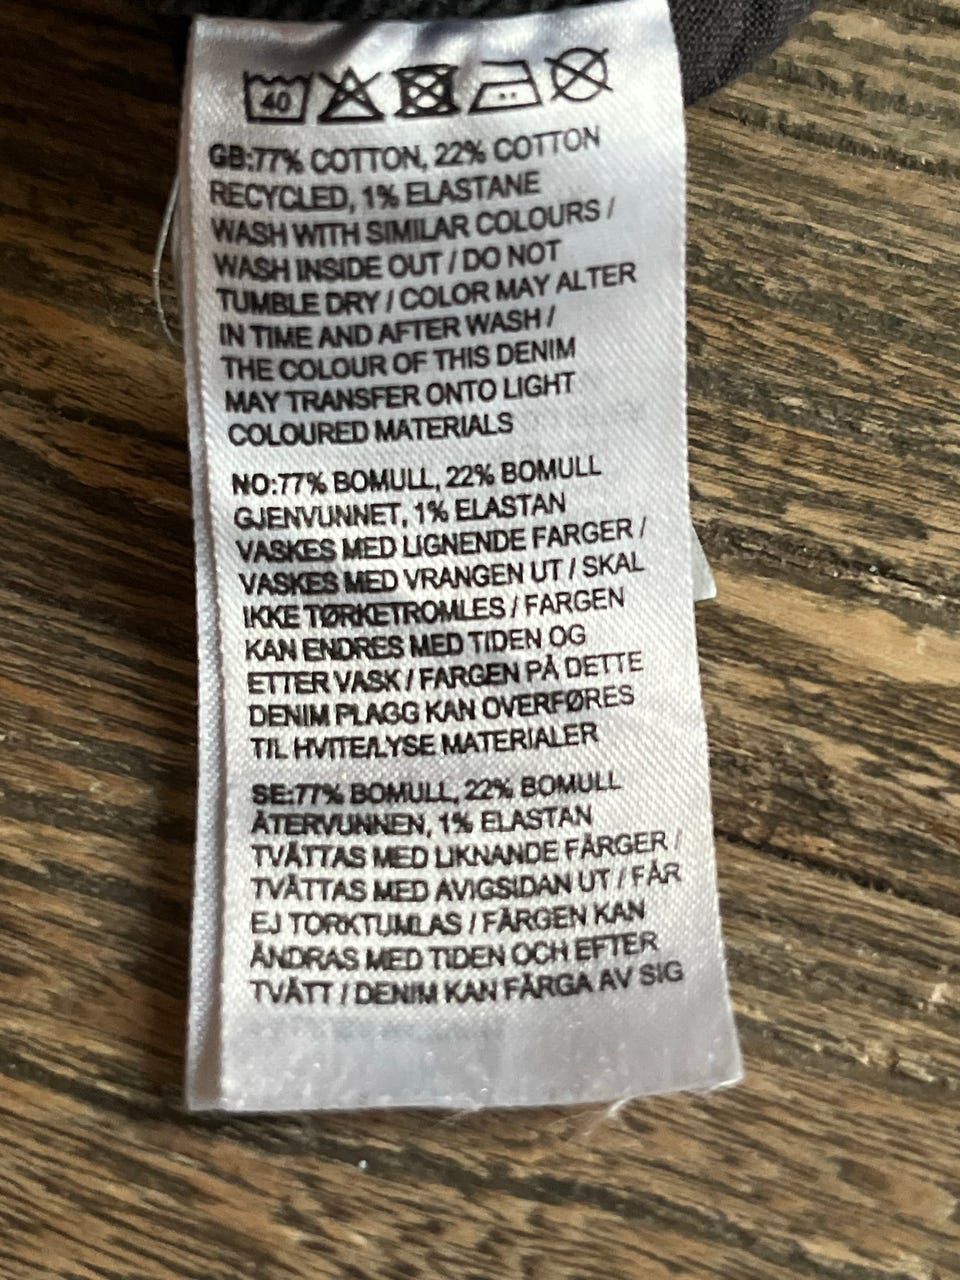 40
GB:77% COTTON, 22% COTTON
RECYCLED, 1% ELASTANE
WASH WITH SIMILAR COLOURS /
WASH INSIDE OUT / DO NOT
TUMBLE DRY / COLOR MAY ALTER
IN TIME AND AFTER WASH /
THE COLOUR OF THIS DENIM
MAY TRANSFER ONTO LIGHT
COLOURED MATERIALS
NO:77% BOMULL, 22% BOMULL
GJENVUNNET, 1% ELASTAN
VASKES MED LIGNENDE FARGER /
VASKES MED VRANGEN UT / SKAL
IKKE TØRKETROMLES / FARGEN
KAN ENDRES MED TIDEN OG
ETTER VASK / FARGEN PÅ DETTE
DENIM PLAGG KAN OVERFØRES
TIL HVITE/LYSE MATERIALER
SE:77% BOMULL, 22% BOMULL
ÅTERVUNNEN, 1% ELASTAN
TVÄTTAS MED LIKNANDE FÄRGER /
TVÄTTAS MED AVIGSIDAN UT / FÅR
EJ TORKTUMLAS / FÄRGEN KAN
ÄNDRAS MED TIDEN OCH EFTER
TVÄTT / DENIM KAN FÄRGA AV SIG